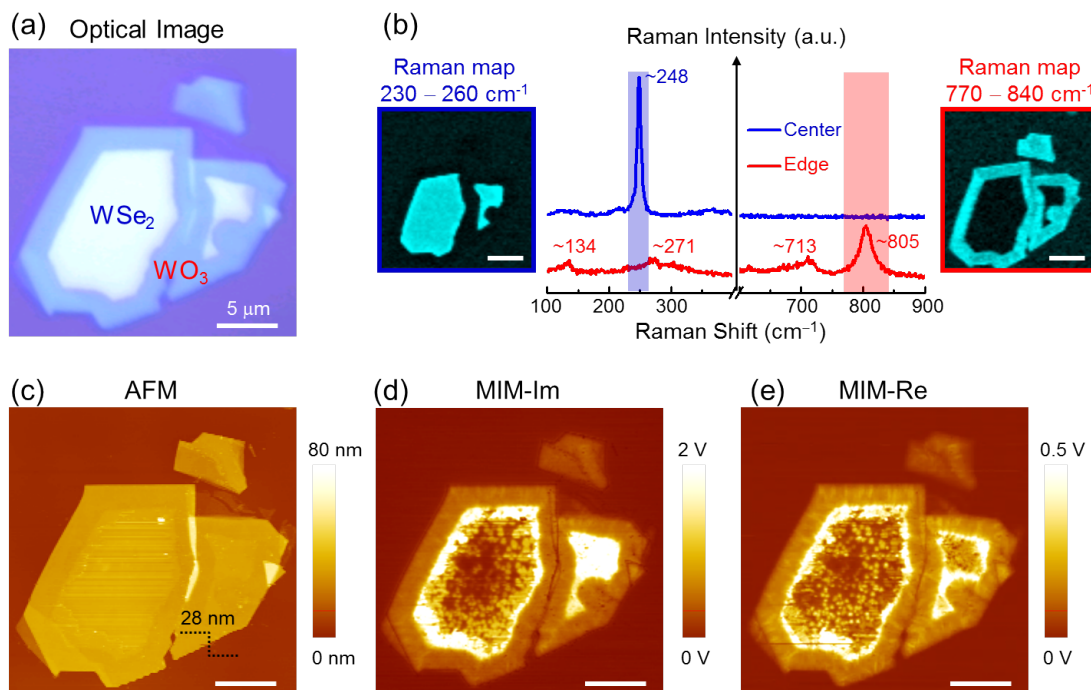 (a)
Optical Image
WSe₂
WO₃
5 μm
(b)
Raman Intensity (a.u.)
Raman map
230 – 260 cm⁻¹
~248
Center
Edge
~134
~271
~713
~805
100
200
300
700
800
900
Raman Shift (cm⁻¹)
Raman map
770 – 840 cm⁻¹
(c)
AFM
28 nm
80 nm
0 nm
(d)
MIM-Im
2 V
0 V
(e)
MIM-Re
0.5 V
0 V